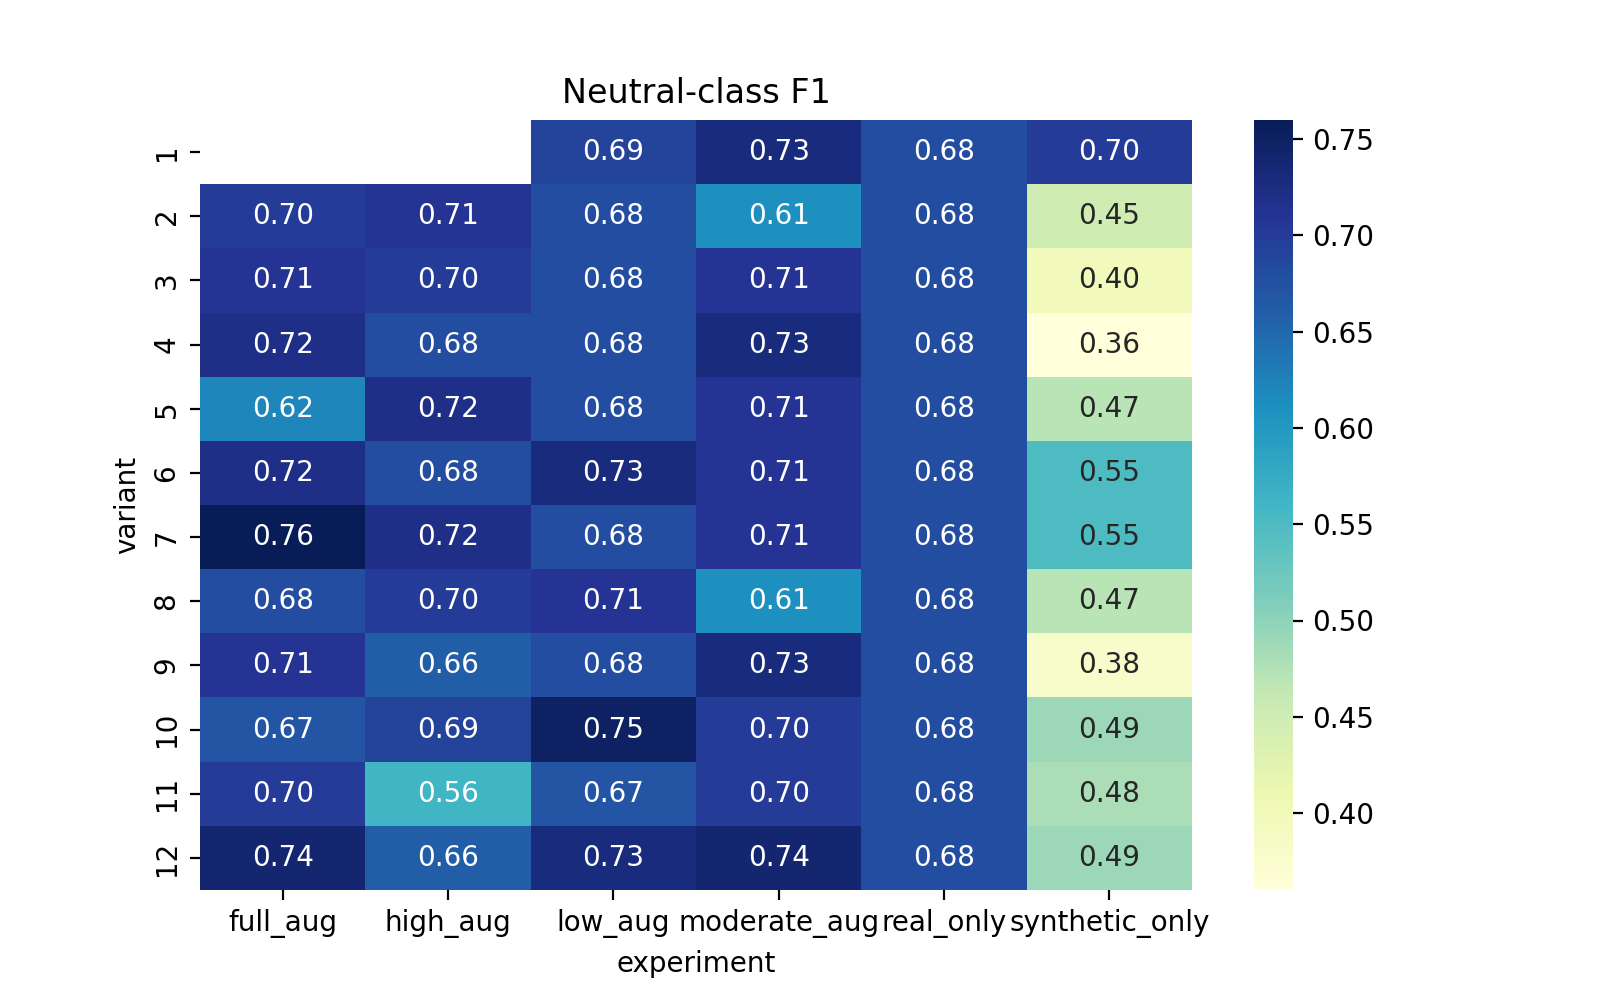 Neutral-class F1
1 0.69 0.73 0.68 0.70
2 0.70 0.71 0.68 0.61 0.68 0.45
3 0.71 0.70 0.68 0.71 0.68 0.40
4 0.72 0.68 0.68 0.73 0.68 0.36
5 0.62 0.72 0.68 0.71 0.68 0.47
6 0.72 0.68 0.73 0.71 0.68 0.55
7 0.76 0.72 0.68 0.71 0.68 0.55
8 0.68 0.70 0.71 0.61 0.68 0.47
9 0.71 0.66 0.68 0.73 0.68 0.38
10 0.67 0.69 0.75 0.70 0.68 0.49
11 0.70 0.56 0.67 0.70 0.68 0.48
12 0.74 0.66 0.73 0.74 0.68 0.49
variant
full_aug high_aug low_aug moderate_aug real_only synthetic_only
experiment
0.75
0.70
0.65
0.60
0.55
0.50
0.45
0.40